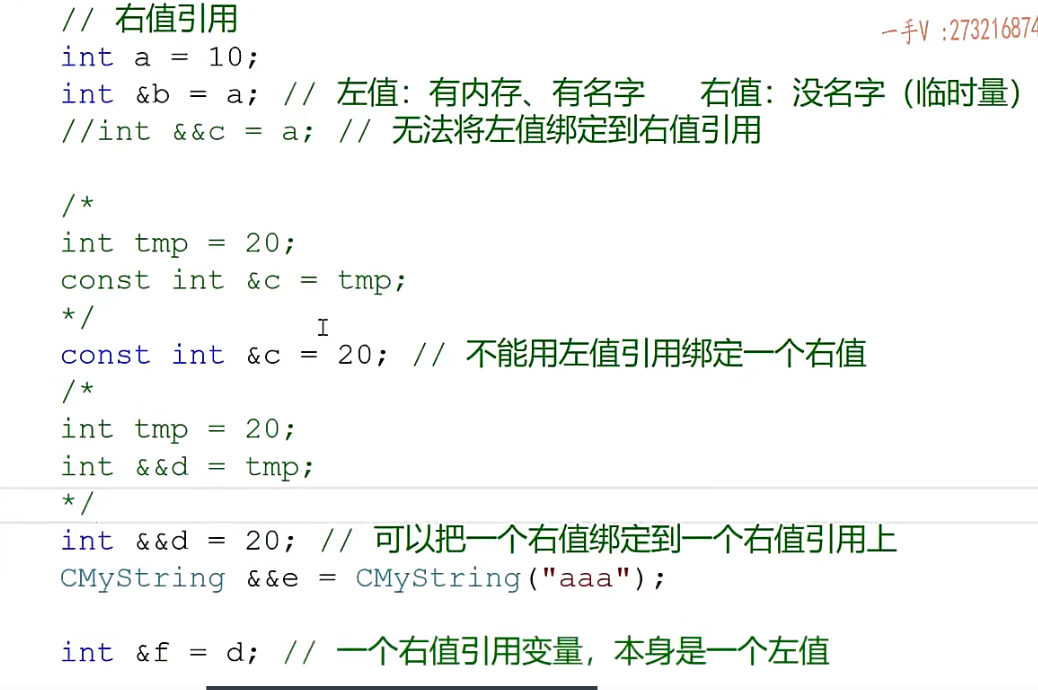 // 右值引用
一手V :273216874
int a = 10;
int &b = a; // 左值：有内存、有名字 右值：没名字（临时量）
//int &&c = a; // 无法将左值绑定到右值引用
/*
int tmp = 20;
const int &c = tmp;
*/
const int &c = 20; // 不能用左值引用绑定一个右值
/*
int tmp = 20;
int &&d = tmp;
*/
int &&d = 20; // 可以把一个右值绑定到一个右值引用上
CMyString &&e = CMyString("aaa");
int &f = d; // 一个右值引用变量，本身是一个左值